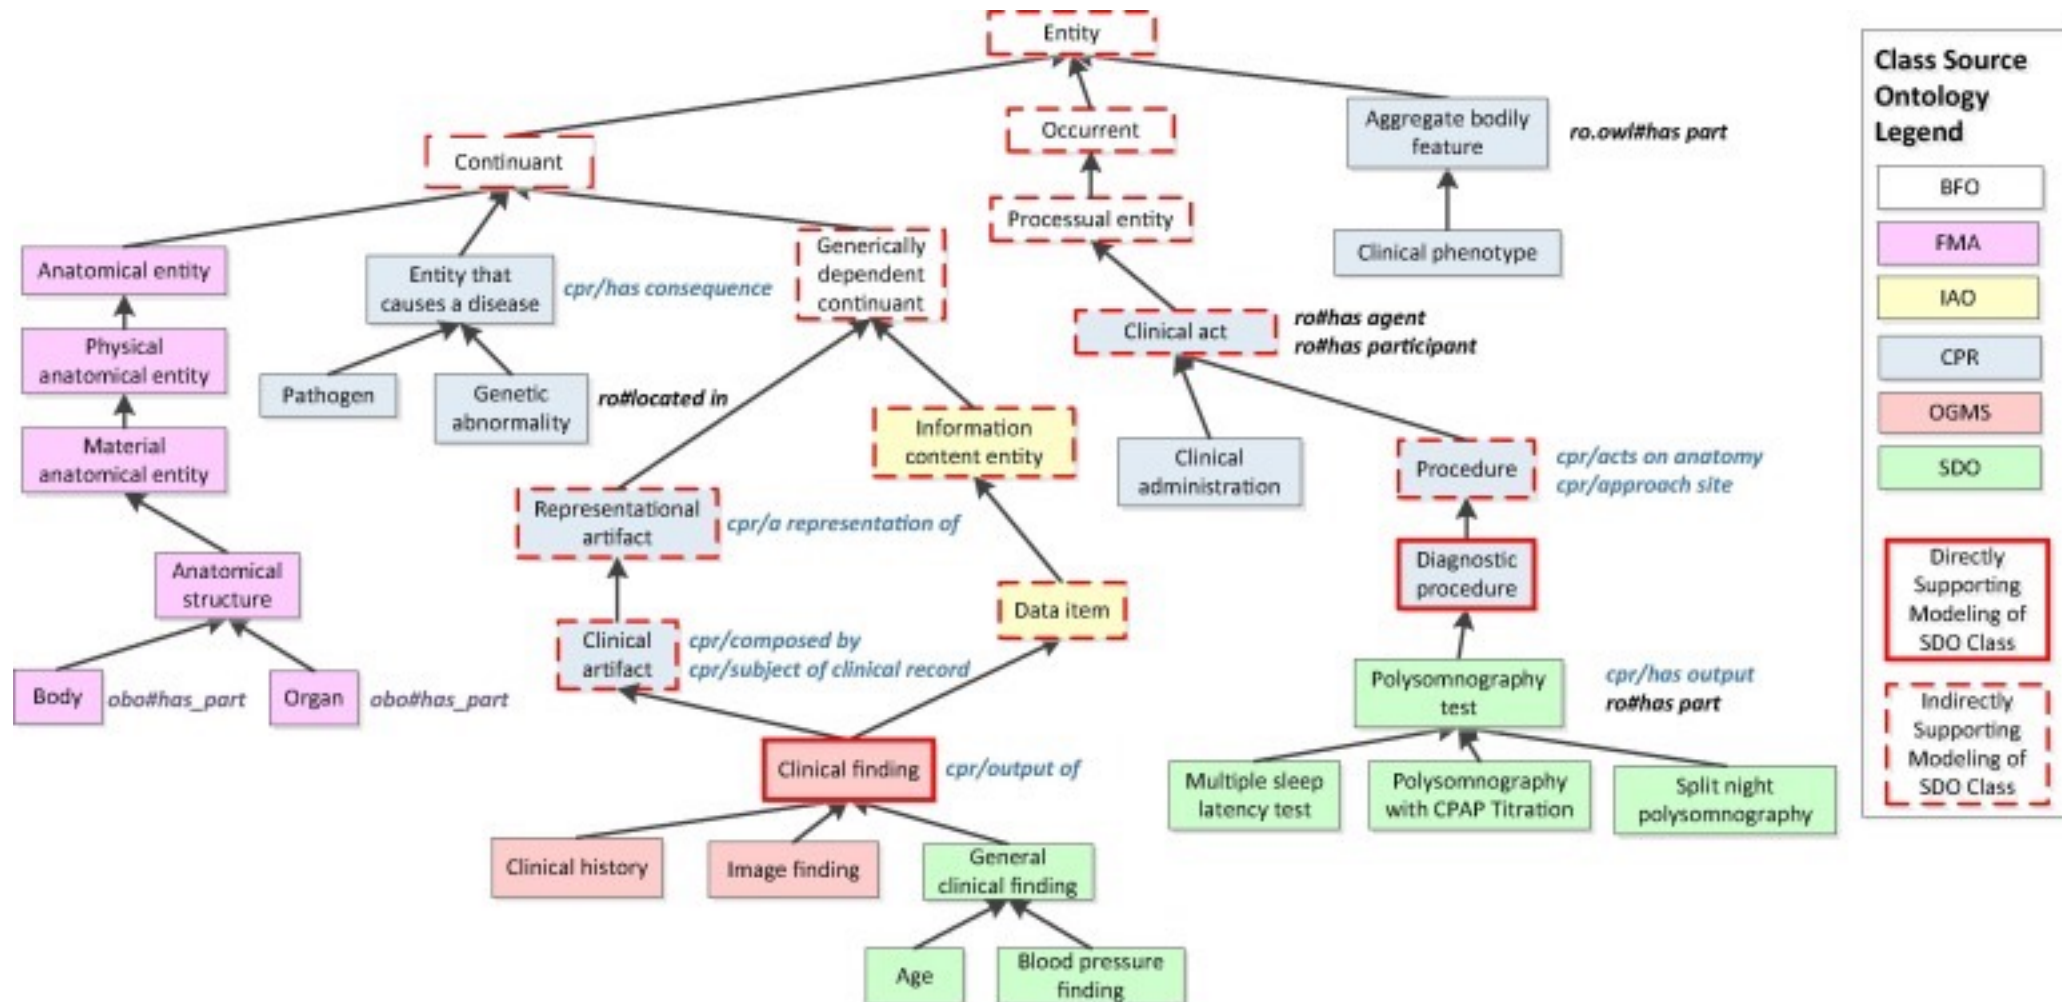 Entity
Class Source
Ontology
Legend
Occurrent
Aggregate bodily
feature
ro.owl#has part
Continuant
BFO
Processual entity
Clinical phenotype
FMA
Anatomical entity
Entity that
causes a disease
cpr/has consequence
Generically
dependent
continuant
IAO
Physical
anatomical entity
Clinical act
ro#has agent
ro#has participant
CPR
Pathogen
Genetic
abnormality
ro#located in
OGMS
Material
anatomical entity
Information
content entity
Clinical
administration
Procedure
cpr/acts on anatomy
cpr/approach site
SDO
Representational
artifact
cpr/a representation of
Anatomical
structure
Diagnostic
procedure
Directly
Supporting
Modeling of
SDO Class
Data item
Clinical
artifact
cpr/composed by
cpr/subject of clinical record
Body
obo#has_part
Organ
obo#has_part
Polysomnography
test
cpr/has output
ro#has part
Indirectly
Supporting
Modeling of
SDO Class
Clinical finding
cpr/output of
Multiple sleep
latency test
Polysomnography
with CPAP Titration
Split night
polysomnography
Clinical history
Image finding
General
clinical finding
Age
Blood pressure
finding